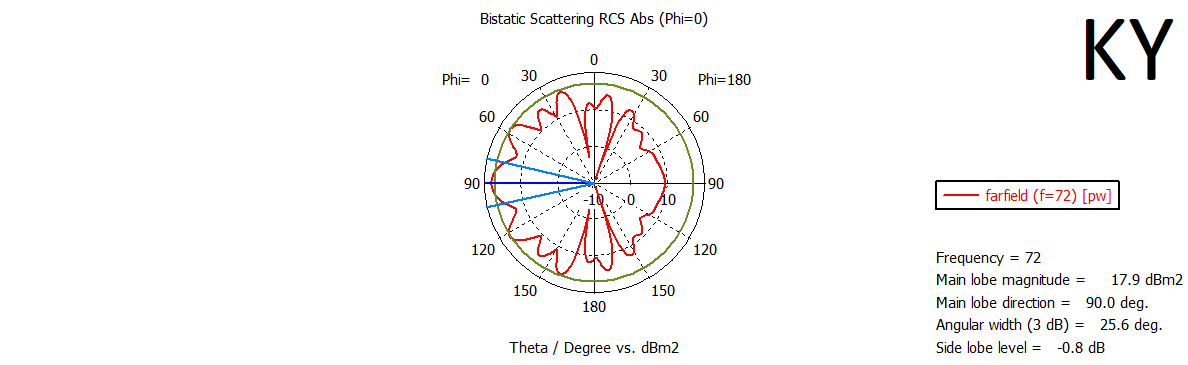 Bistatic Scattering RCS Abs (Phi=0)
KY
0
Phi= 0
30
30
Phi=180
60
60
90
-10
0
10
90
farfield (f=72) [pw]
120
120
150
150
180
Frequency = 72
Main lobe magnitude = 17.9 dBm2
Main lobe direction = 90.0 deg.
Angular width (3 dB) = 25.6 deg.
Side lobe level = -0.8 dB
Theta / Degree vs. dBm2